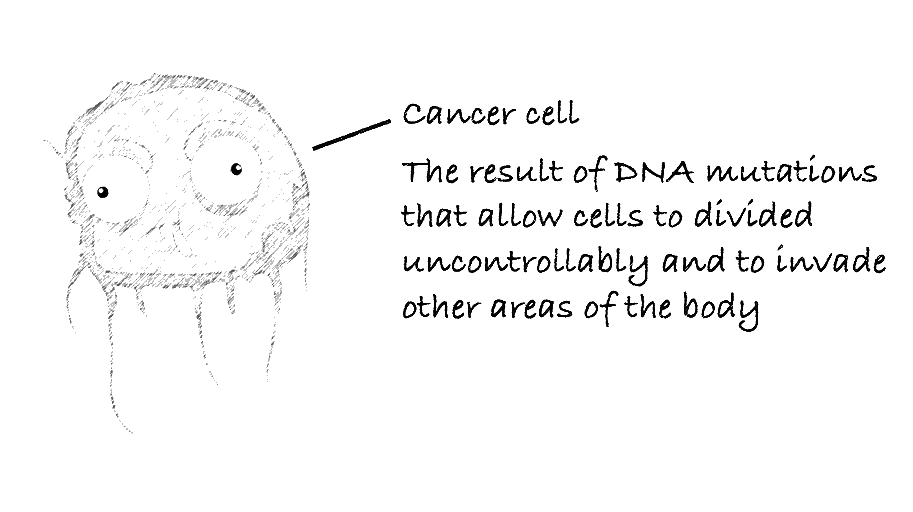 Cancer cell
The result of DNA mutations
that allow cells to divided
uncontrollably and to invade
other areas of the body